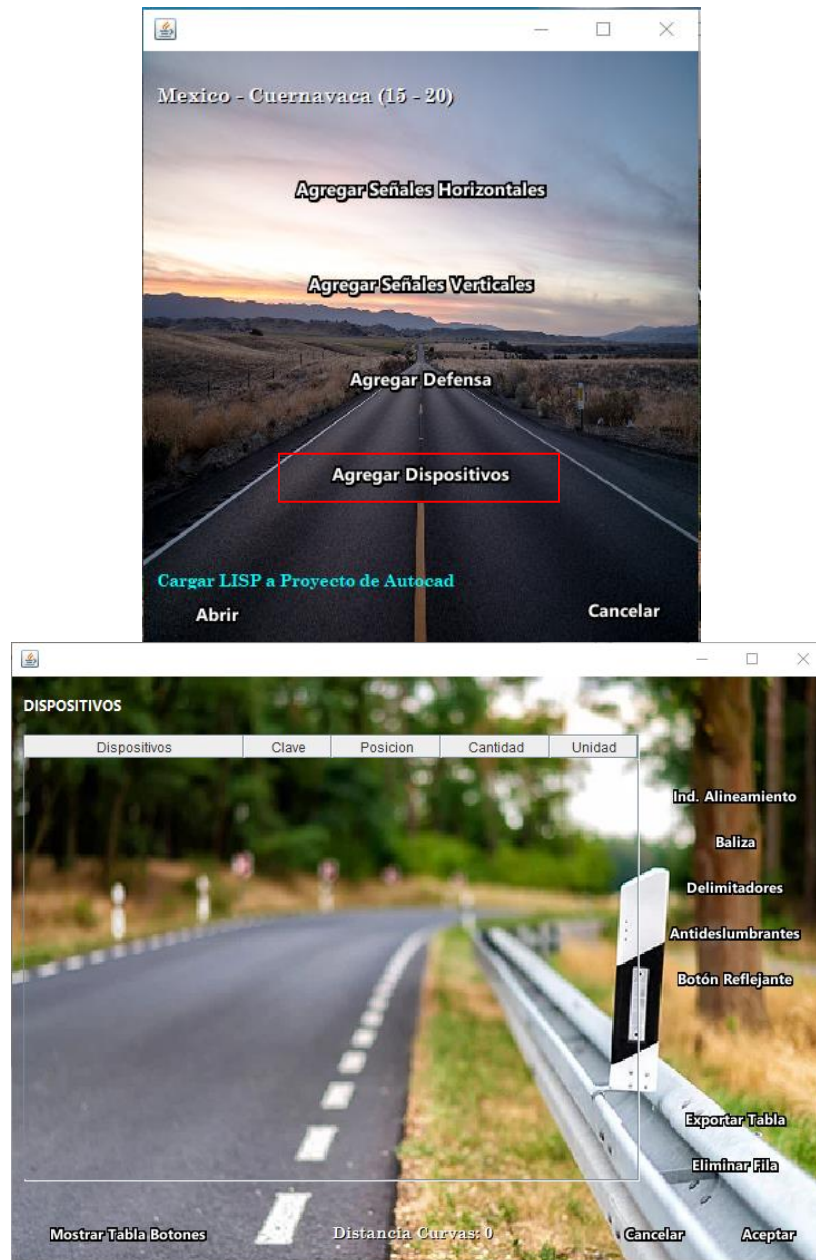 Mexico - Cuernavaca (15 - 20)
Agregar Señales Horizontales
Agregar Señales Verticales
Agregar Defensa
Agregar Dispositivos
Cargar LISP a Proyecto de Autocad
Abrir Cancelar
DISPOSITIVOS
Dispositivos Clave Posicion Cantidad Unidad
Ind. Alineamiento
Baliza
Delimitadores
Antideslumbrantes
Botón Reflejante
Exportar Tabla
Eliminar Fila
Mostrar Tabla Botones Distancia Curvas: 0 Cancelar Aceptar